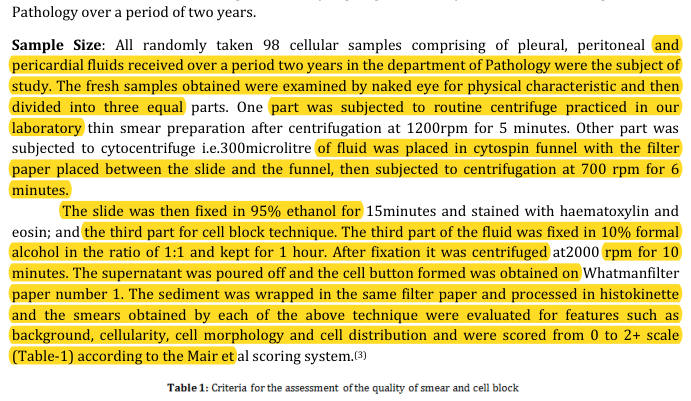 Pathology over a period of two years.
Sample Size: All randomly taken 98 cellular samples comprising of pleural, peritoneal and
pericardial fluids received over a period two years in the department of Pathology were the subject of
study. The fresh samples obtained were examined by naked eye for physical characteristic and then
divided into three equal parts. One part was subjected to routine centrifuge practiced in our
laboratory thin smear preparation after centrifugation at 1200rpm for 5 minutes. Other part was
subjected to cytocentrifuge i.e.300microlitre of fluid was placed in cytospin funnel with the filter
paper placed between the slide and the funnel, then subjected to centrifugation at 700 rpm for 6
minutes.
The slide was then fixed in 95% ethanol for 15minutes and stained with haematoxylin and
eosin; and the third part for cell block technique. The third part of the fluid was fixed in 10% formal
alcohol in the ratio of 1:1 and kept for 1 hour. After fixation it was centrifuged at2000 rpm for 10
minutes. The supernatant was poured off and the cell button formed was obtained on Whatmanfilter
paper number 1. The sediment was wrapped in the same filter paper and processed in histokinette
and the smears obtained by each of the above technique were evaluated for features such as
background, cellularity, cell morphology and cell distribution and were scored from 0 to 2+ scale
(Table-1) according to the Mair et al scoring system.(3)
Table 1: Criteria for the assessment of the quality of smear and cell block